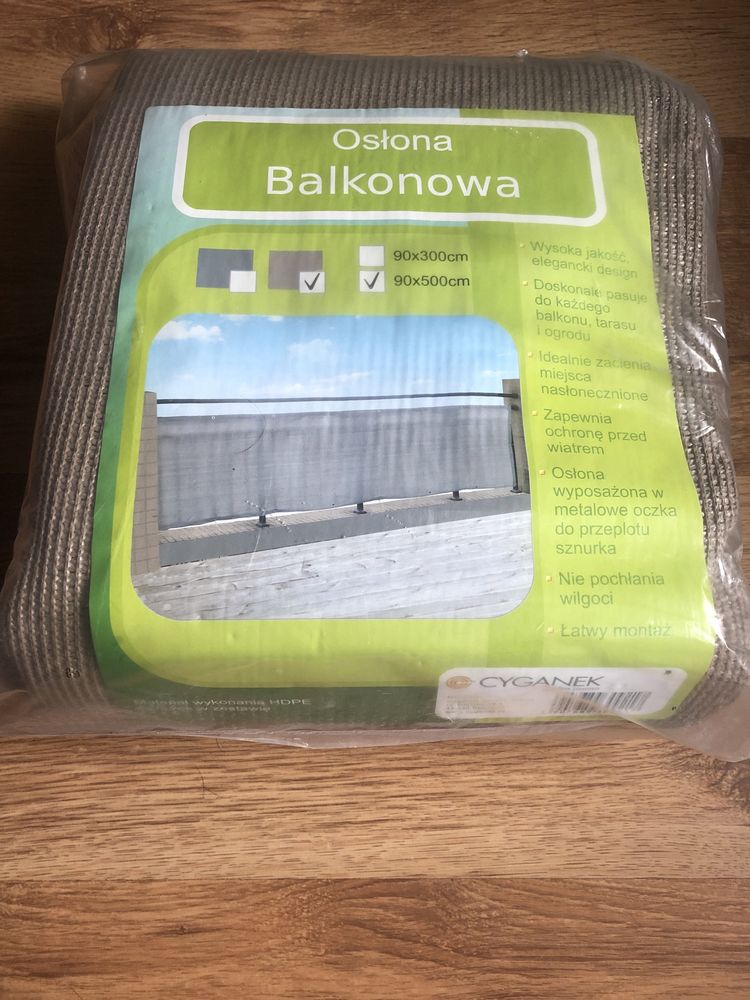 Osłona
Balkonowa
90x300cm
90x500cm
Wysoka jakość,
elegancki design
Doskonale pasuje
do każdego
balkonu, tarasu
i ogrodu
Idealnie zacienia
miejsca
nasłonecznione
Zapewnia
ochronę przed
wiatrem
Osłona
wyposażona w
metalowe oczka
do przeplotu
sznurka
Nie pochłania
wilgoci
Łatwy montaż
CYGANEK
Materiał wykonania HDPE
w zestawie